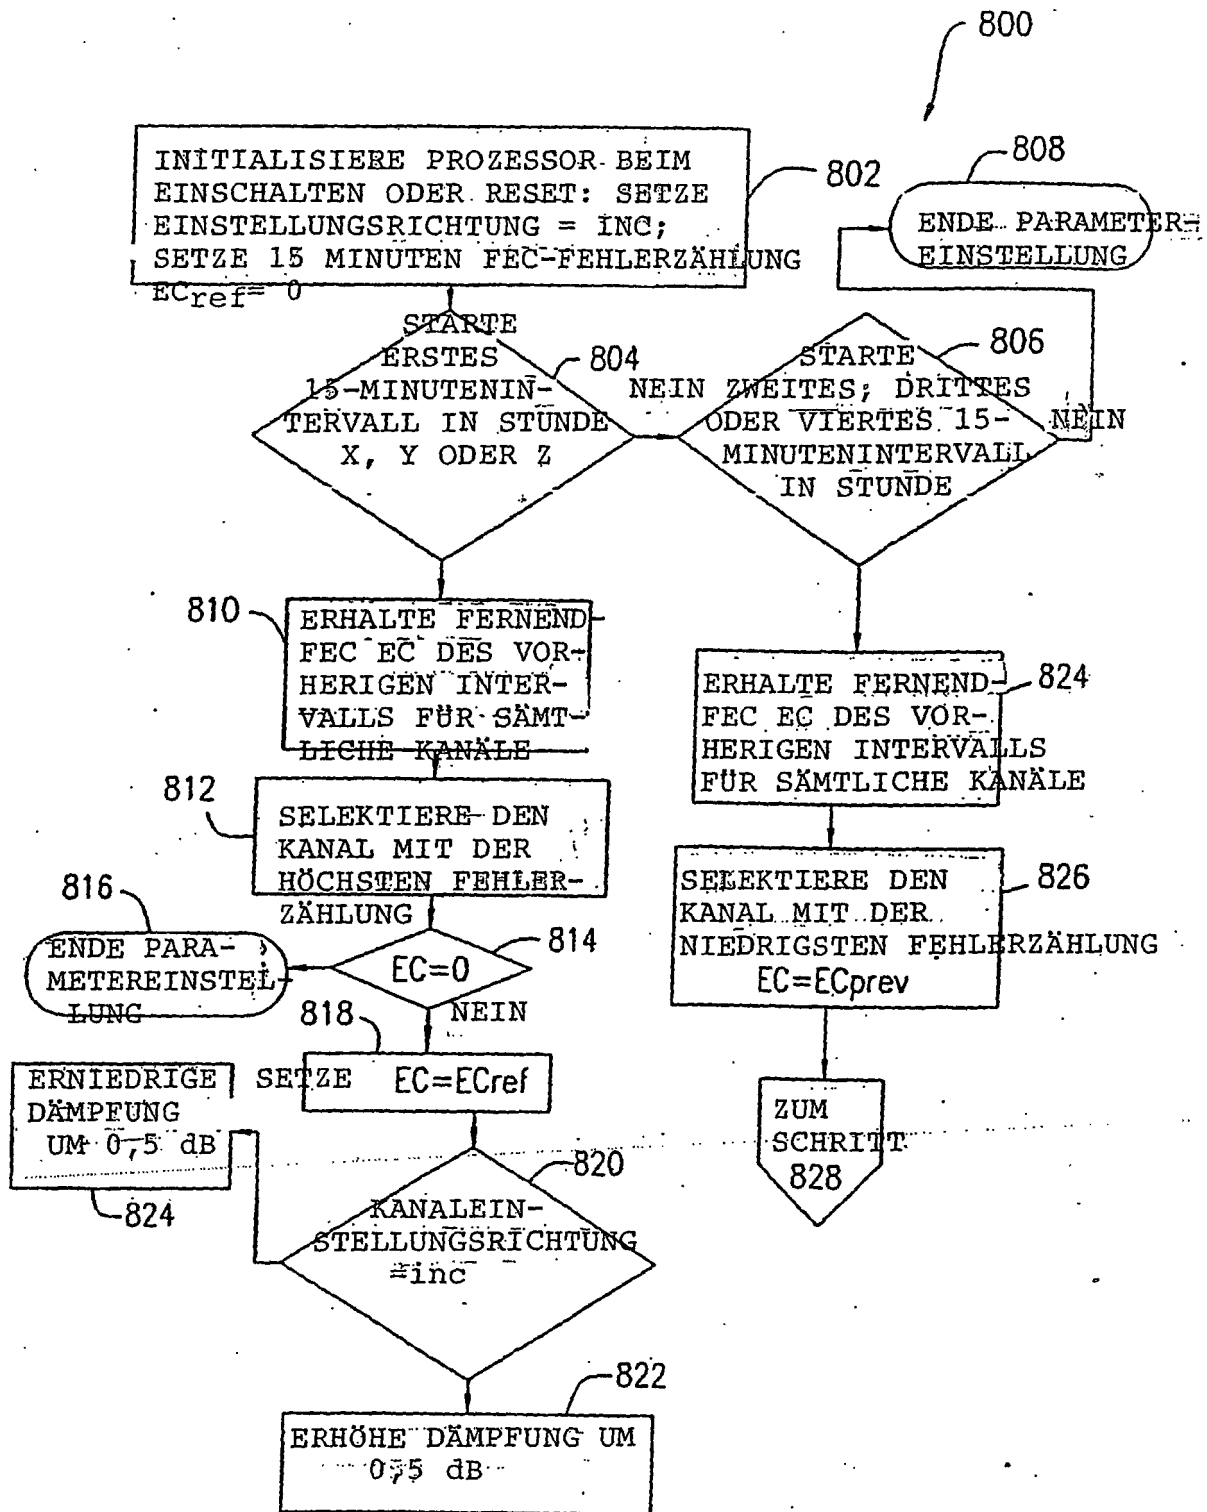 800
INITIALISIERE PROZESSOR BEIM
EINSCHALTEN ODER RESET: SETZE
EINSTELLUNGSRICHTUNG = INC;
SETZE 15 MINUTEN FEC-FEHLERZÄHLUNG
ECref= 0
802
808
ENDE PARAMETER-
EINSTELLUNG
STARTE
ERSTES
15-MINUTENIN-
TERVALL IN STUNDE
X, Y ODER Z
804
NEIN
STARTE
ZWEITES; DRITTES
ODER VIERTES 15-
MINUTENINTERVALL
IN STUNDE
806
NEIN
810
ERHALTE FERNEND-
FEC EC DES VOR-
HERIGEN INTER-
VALLS FÜR SÄMT-
LICHE KANÄLE
ERHALTE FERNEND-
FEC EC DES VOR-
HERIGEN INTERVALLS
FÜR SÄMTLICHE KANÄLE
824
812
SELEKTIERE DEN
KANAL MIT DER
HÖCHSTEN FEHLER-
ZÄHLUNG
SELEKTIERE DEN
KANAL MIT DER
NIEDRIGSTEN FEHLERZÄHLUNG
EC=ECprev
826
816
ENDE PARA-
METEREINSTEL-
LUNG
EC=0
814
NEIN
818
SETZE EC=ECref
ZUM
SCHRITT
828
ERNIEDRIGE
DÄMPFUNG
UM 0,5 dB
824
820
KANALEIN-
STELLUNGSRICHTUNG
=inc
822
ERHÖHE DÄMPFUNG UM
0,5 dB